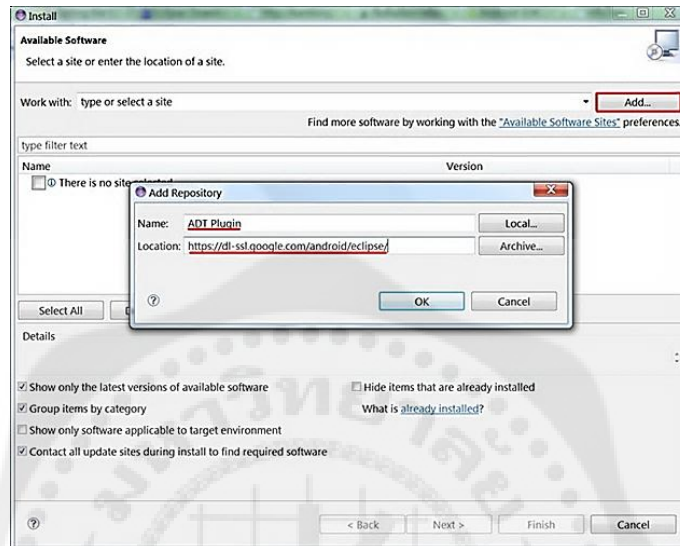 Install
Available Software
Select a site or enter the location of a site.
Work with: type or select a site
Add...
Find more software by working with the "Available Software Sites" preferences.
type filter text
Name Version
There is no site selected.
Add Repository
Name: ADT Plugin Local...
Location: https://dl-ssl.google.com/android/eclipse/ Archive...
OK Cancel
Select All
Details
Show only the latest versions of available software
Hide items that are already installed
Group items by category
What is already installed?
Show only software applicable to target environment
Contact all update sites during install to find required software
< Back Next > Finish Cancel